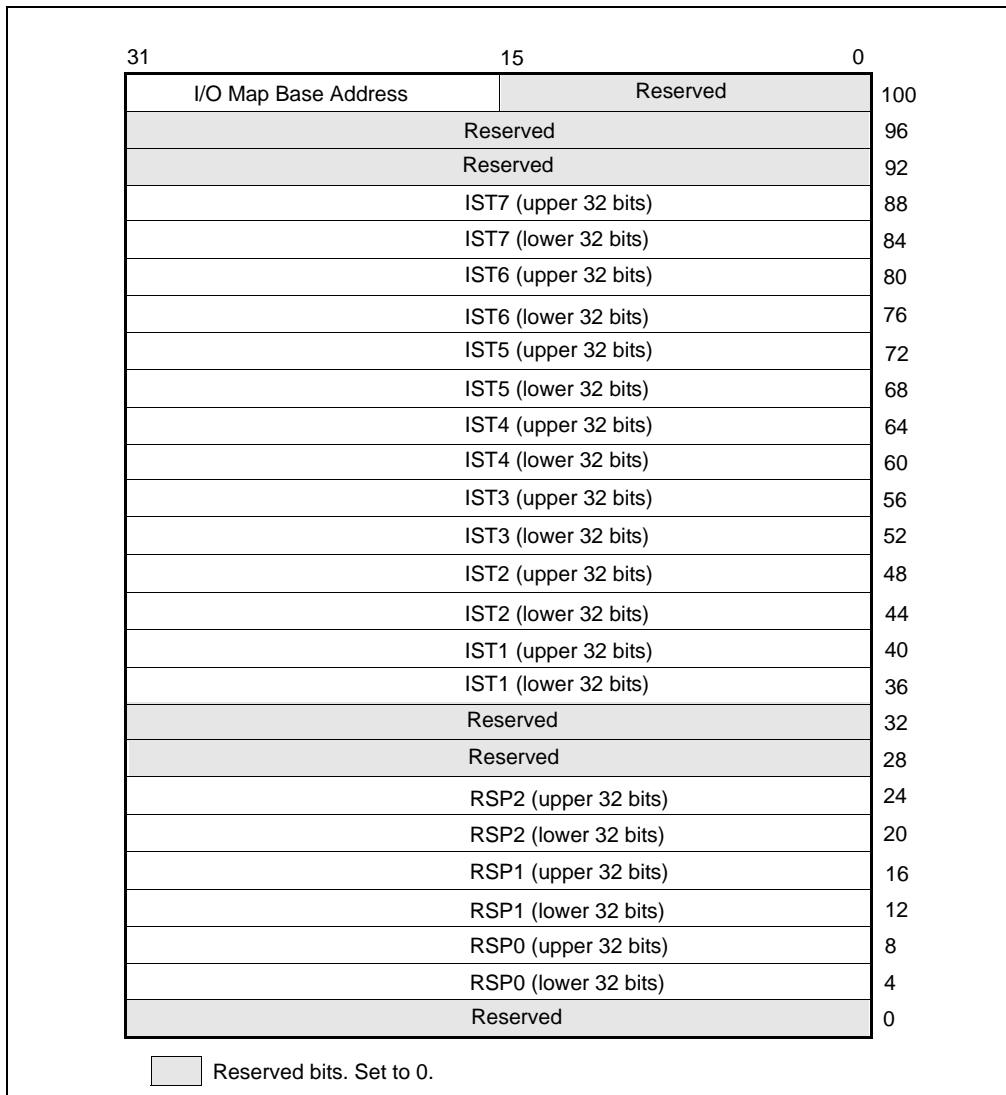 31 15 0
I/O Map Base Address Reserved 100
Reserved 96
Reserved 92
IST7 (upper 32 bits) 88
IST7 (lower 32 bits) 84
IST6 (upper 32 bits) 80
IST6 (lower 32 bits) 76
IST5 (upper 32 bits) 72
IST5 (lower 32 bits) 68
IST4 (upper 32 bits) 64
IST4 (lower 32 bits) 60
IST3 (upper 32 bits) 56
IST3 (lower 32 bits) 52
IST2 (upper 32 bits) 48
IST2 (lower 32 bits) 44
IST1 (upper 32 bits) 40
IST1 (lower 32 bits) 36
Reserved 32
Reserved 28
RSP2 (upper 32 bits) 24
RSP2 (lower 32 bits) 20
RSP1 (upper 32 bits) 16
RSP1 (lower 32 bits) 12
RSP0 (upper 32 bits) 8
RSP0 (lower 32 bits) 4
Reserved 0
Reserved bits. Set to 0.